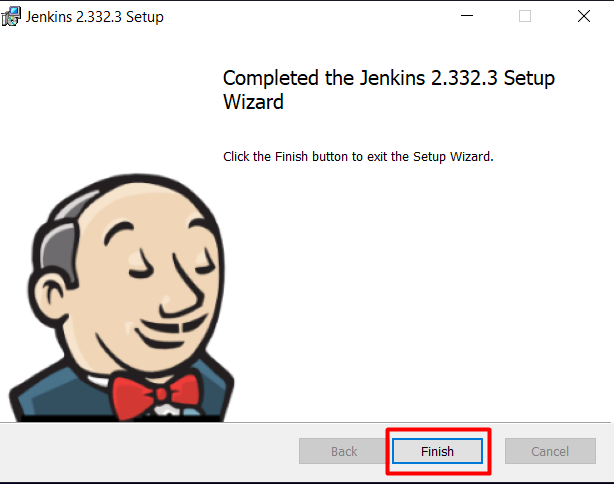 Jenkins 2.332.3 Setup
Completed the Jenkins 2.332.3 Setup
Wizard
Click the Finish button to exit the Setup Wizard.
Back
Finish
Cancel